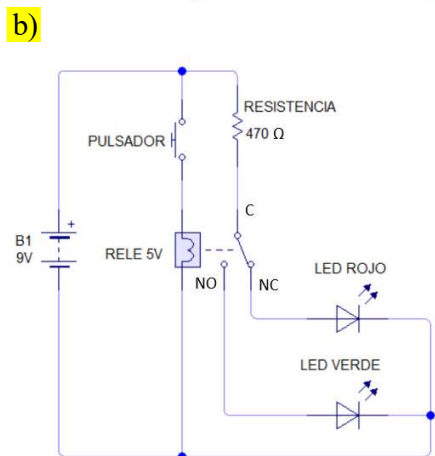 b)
RESISTENCIA
470 Ω
PULSADOR
C
B1
9V
+
RELE 5V
NO
NC
LED ROJO
LED VERDE